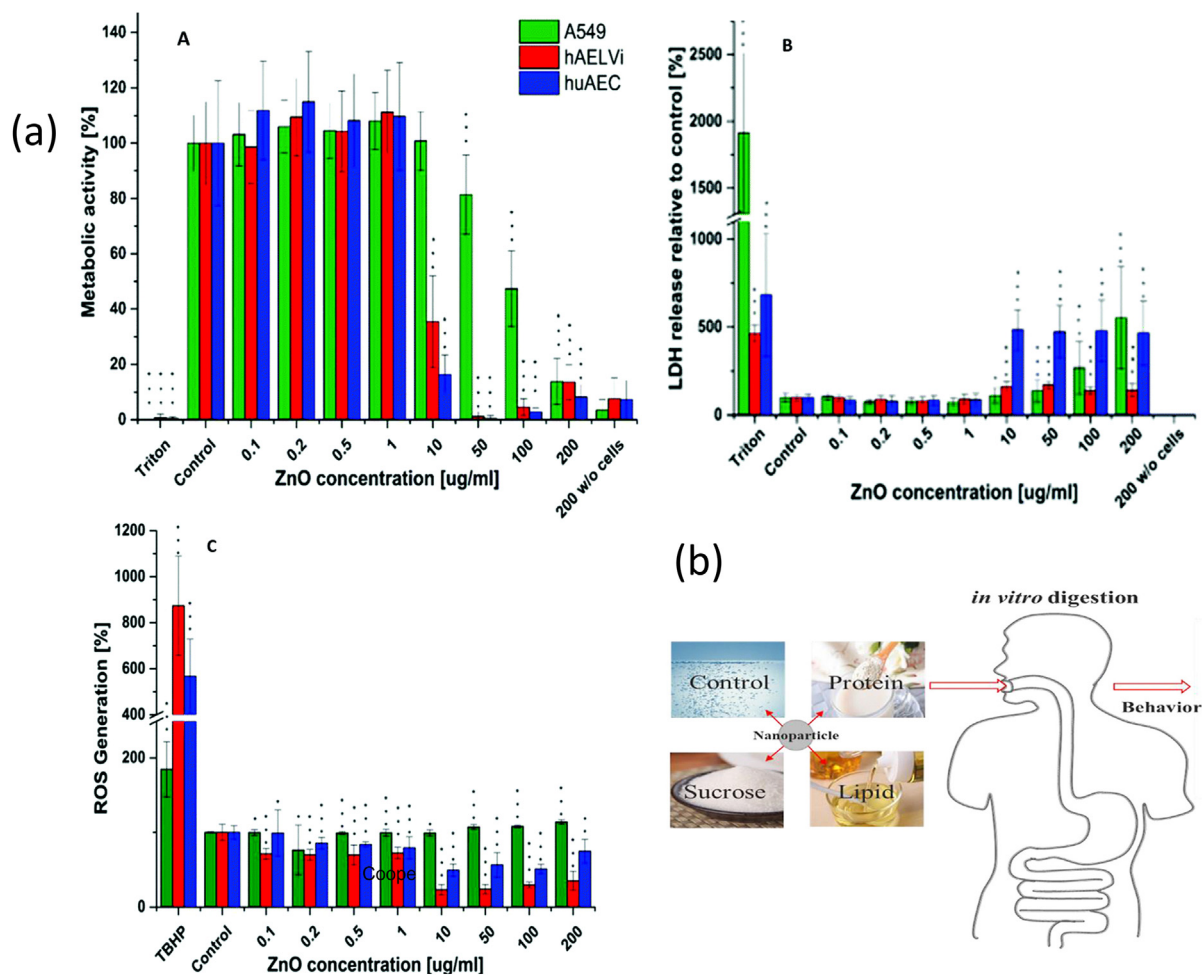 (a)
A
A549
hAELVi
huAEC
Metabolic activity [%]
140
120
100
80
60
40
20
0
Triton
Control
0.1
0.2
0.5
1
10
50
100
200
200 w/o cells
ZnO concentration [ug/ml]
B
LDH release relative to control [%]
2500
2000
1500
1000
500
0
Triton
Control
0.1
0.2
0.5
1
10
50
100
200
200 w/o cells
ZnO concentration [ug/ml]
C
ROS Generation [%]
1200
1000
800
600
400
200
0
Coope
TBHP
Control
0.1
0.2
0.5
1
10
50
100
200
ZnO concentration [ug/ml]
(b)
in vitro digestion
Control
Protein
Nanoparticle
Sucrose
Lipid
Behavior